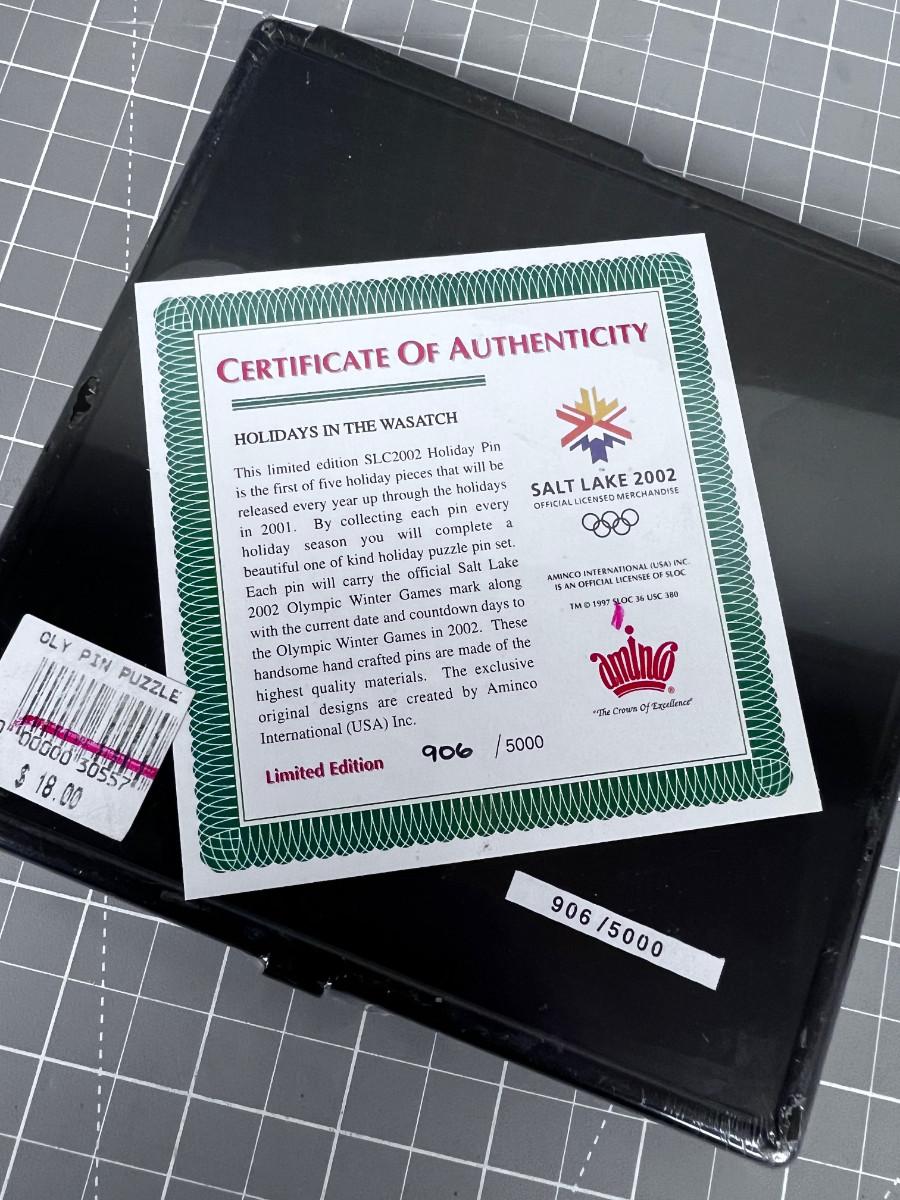 CERTIFICATE OF AUTHENTICITY
HOLIDAYS IN THE WASATCH
This limited edition SLC2002 Holiday Pin
is the first of five holiday pieces that will be
released every year up through the holidays
in 2001. By collecting each pin every
holiday season you will complete a
beautiful one of kind holiday puzzle pin set.
Each pin will carry the official Salt Lake
2002 Olympic Winter Games mark along
with the current date and countdown days to
the Olympic Winter Games in 2002. These
handsome hand crafted pins are made of the
highest quality materials. The exclusive
original designs are created by Aminco
International (USA) Inc.
Limited Edition 906 /5000
TM
SALT LAKE 2002
OFFICIAL LICENSED MERCHANDISE
AMINCO INTERNATIONAL (USA) INC.
IS AN OFFICIAL LICENSEE OF SLOC
TM © 1997 SLOC 36 USC 380
aminco®
"The Crown Of Excellence"
OLY PIN PUZZLE
0 00000 30557
$ 18.00
906/5000